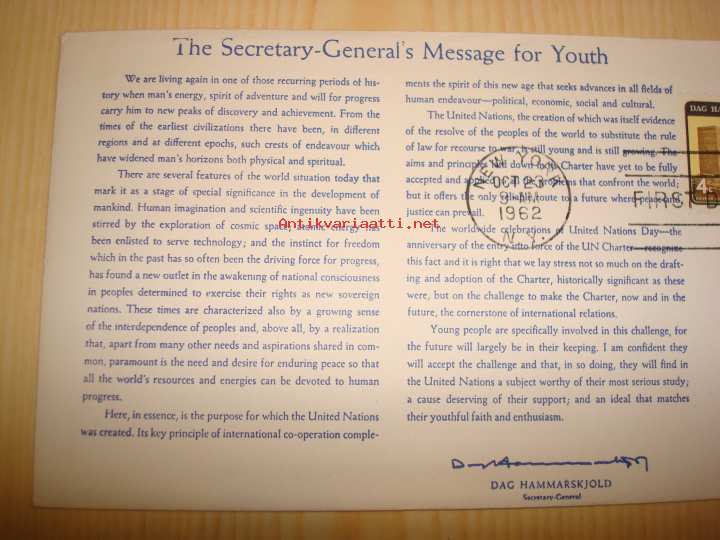 The Secretary-General's Message for Youth
We are living again in one of those recurring periods of his-
tory when man's energy, spirit of adventure and will for progress
carry him to new peaks of discovery and achievement. From the
times of the earliest civilizations there have been, in different
regions and at different epochs, such crests of endeavour which
have widened man's horizons both physical and spiritual.
There are several features of the world situation today that
mark it as a stage of special significance in the development of
mankind. Human imagination and scientific ingenuity have been
stirred by the exploration of cosmic space; atomic energy has
been enlisted to serve technology; and the instinct for freedom
which in the past has so often been the driving force for progress,
has found a new outlet in the awakening of national consciousness
in peoples determined to exercise their rights as new sovereign
nations. These times are characterized also by a growing sense
of the interdependence of peoples and, above all, by a realization
that, apart from many other needs and aspirations shared in com-
mon, paramount is the need and desire for enduring peace so that
all the world's resources and energies can be devoted to human
progress.
Here, in essence, is the purpose for which the United Nations
was created. Its key principle of international co-operation comple-
ments the spirit of this new age that seeks advances in all fields of
human endeavour—political, economic, social and cultural.
The United Nations, the creation of which was itself evidence
of the resolve of the peoples of the world to substitute the rule
of law for recourse to war, is still young and is still growing. The
aims and principles laid down in its Charter have yet to be fully
accepted and applied to all the problems that confront the world;
but it offers the only reliable route to a future where peace and
justice can prevail.
The worldwide celebrations of United Nations Day—the
anniversary of the entry into force of the UN Charter—recognize
this fact and it is right that we lay stress not so much on the draft-
ing and adoption of the Charter, historically significant as these
were, but on the challenge to make the Charter, now and in the
future, the cornerstone of international relations.
Young people are specifically involved in this challenge, for
the future will largely be in their keeping. I am confident they
will accept the challenge and that, in so doing, they will find in
the United Nations a subject worthy of their most serious study;
a cause deserving of their support; and an ideal that matches
their youthful faith and enthusiasm.
Dag Hammarskjold
DAG HAMMARSKJOLD
Secretary-General
NEW YORK
OCT 23
9 AM
1962
N.Y.
FIRST D
DAG HA
4
Antikvariaatti.net